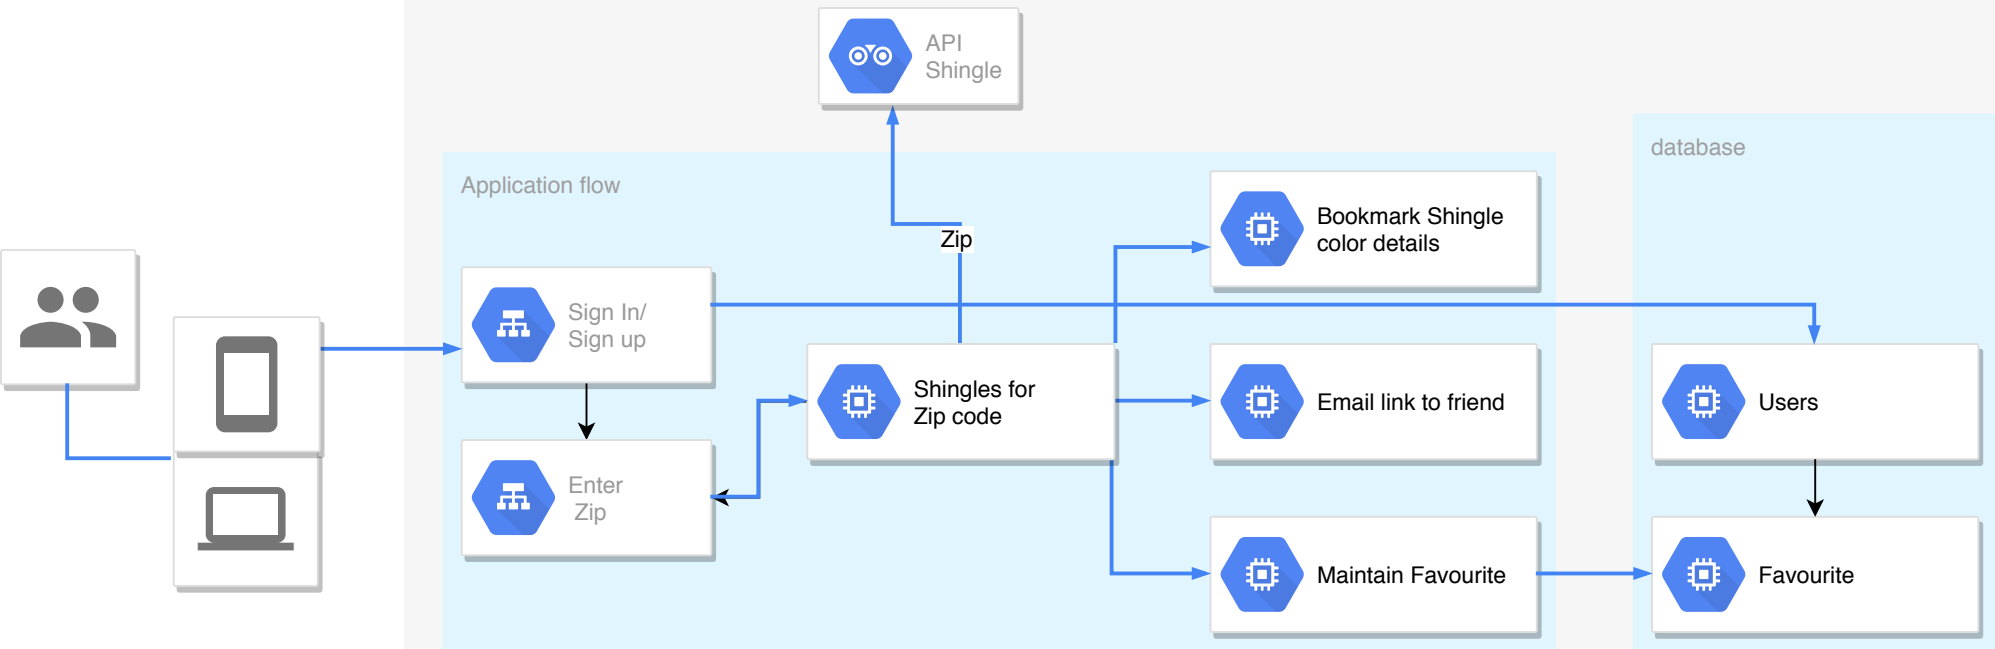 API
Shingle
database
Application flow
Zip
Bookmark Shingle
color details
Sign In/
Sign up
Shingles for
Zip code
Email link to friend
Users
Enter
Zip
Maintain Favourite
Favourite